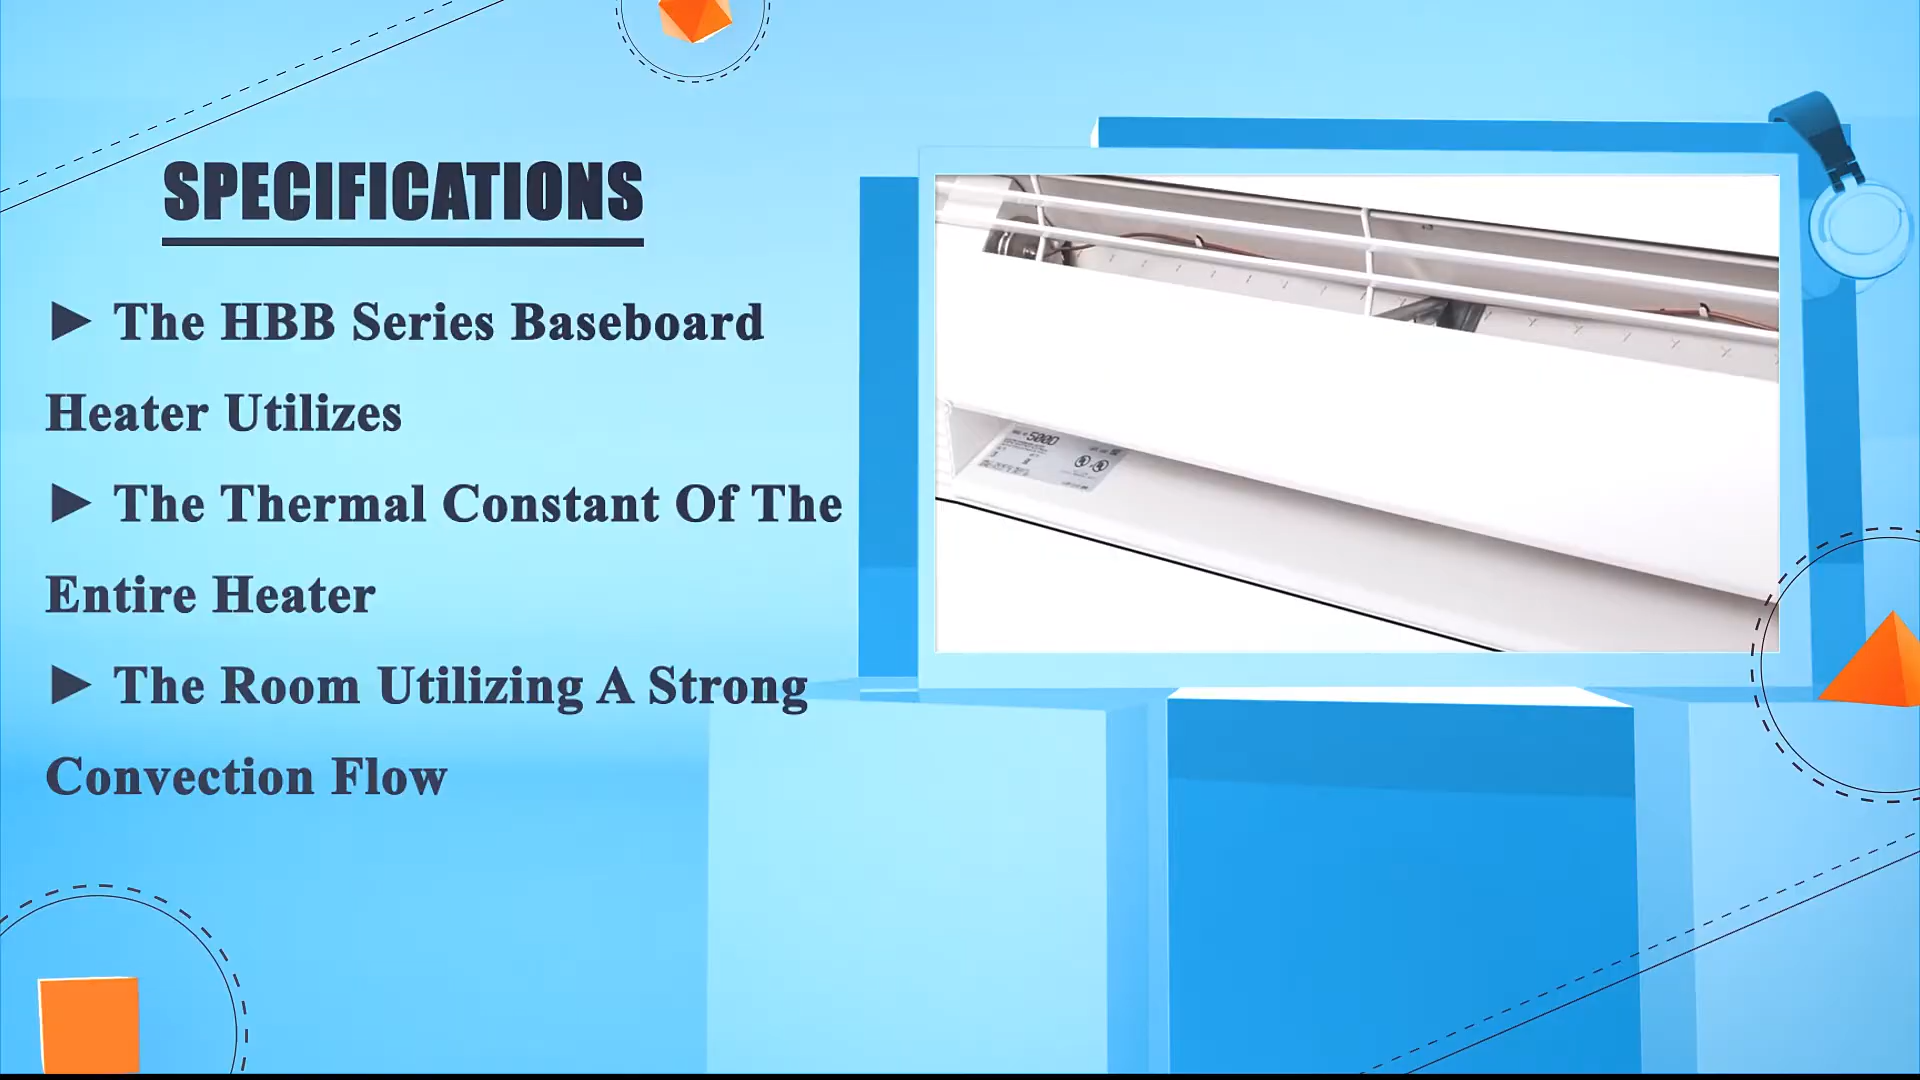 SPECIFICATIONS
► The HBB Series Baseboard
Heater Utilizes
► The Thermal Constant Of The
Entire Heater
► The Room Utilizing A Strong
Convection Flow
5000